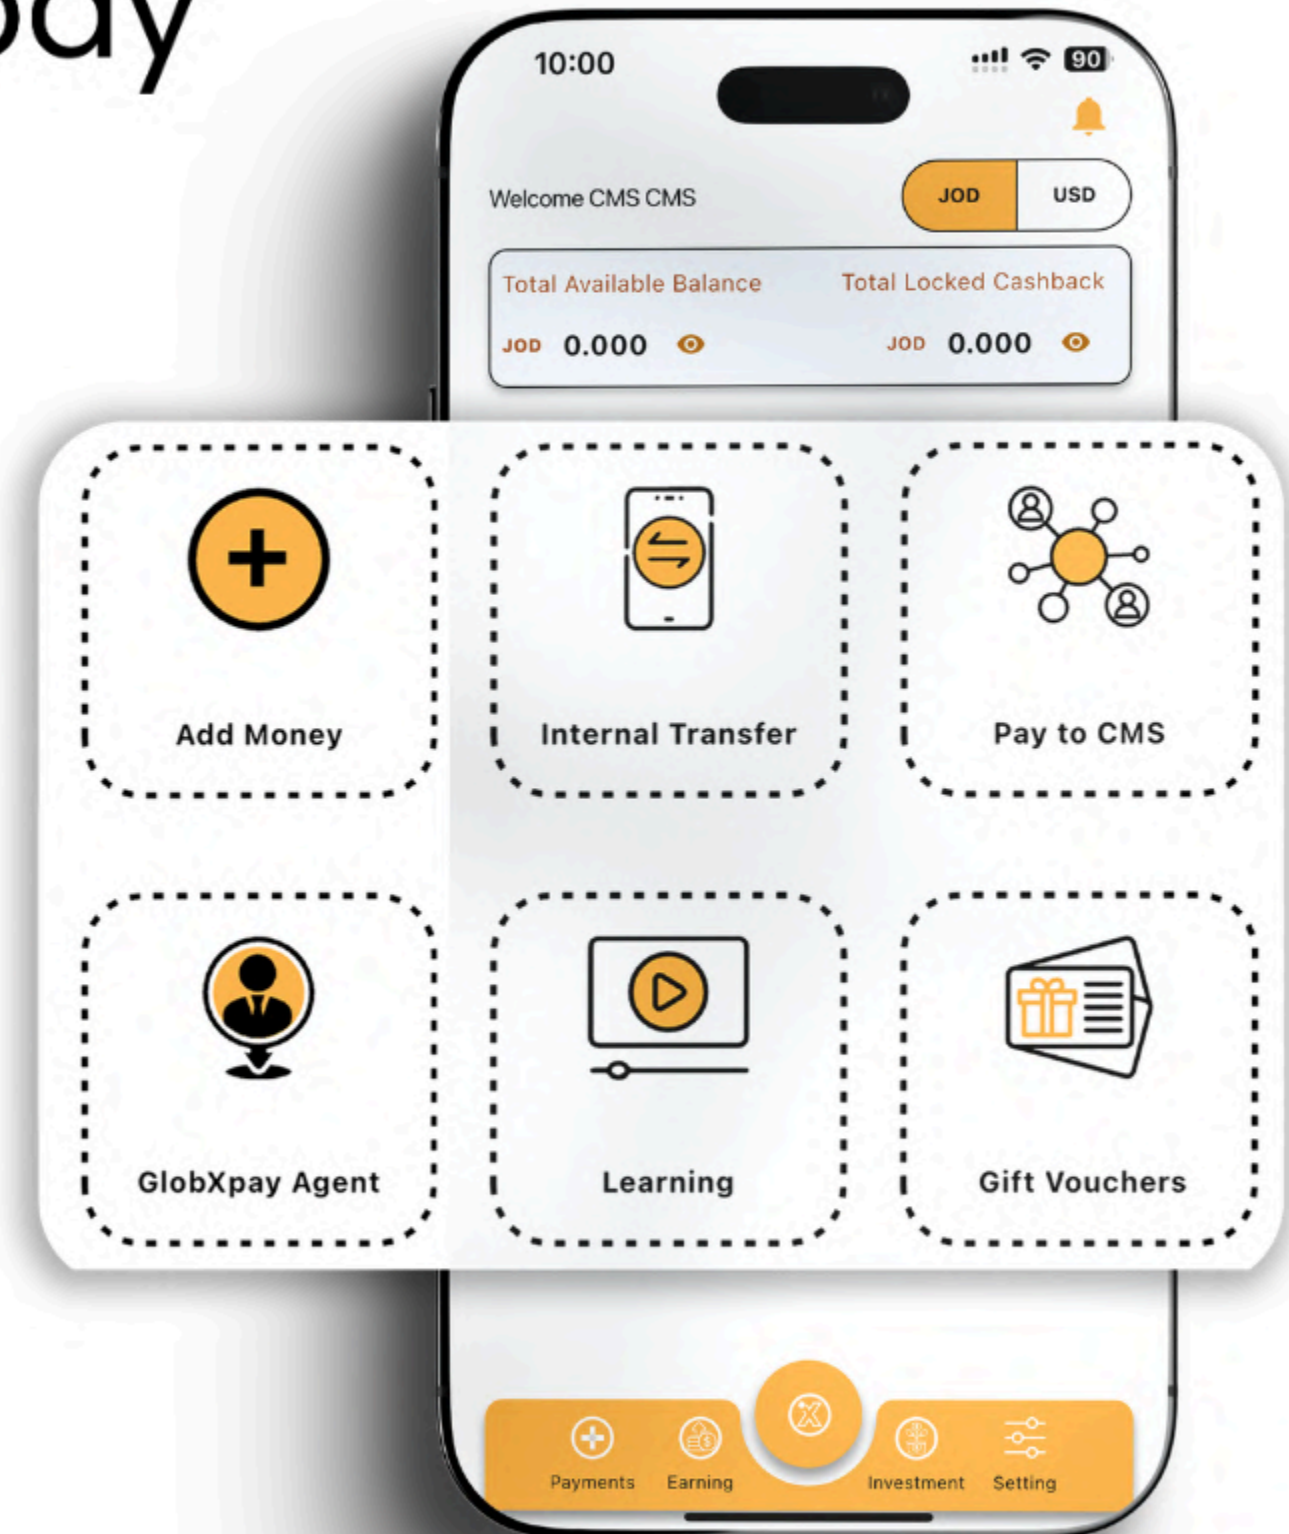 10:00
90
Welcome CMS CMS
JOD USD
Total Available Balance Total Locked Cashback
JOD 0.000 JOD 0.000
Add Money Internal Transfer Pay to CMS
GlobXpay Agent Learning Gift Vouchers
Payments Earning Investment Setting